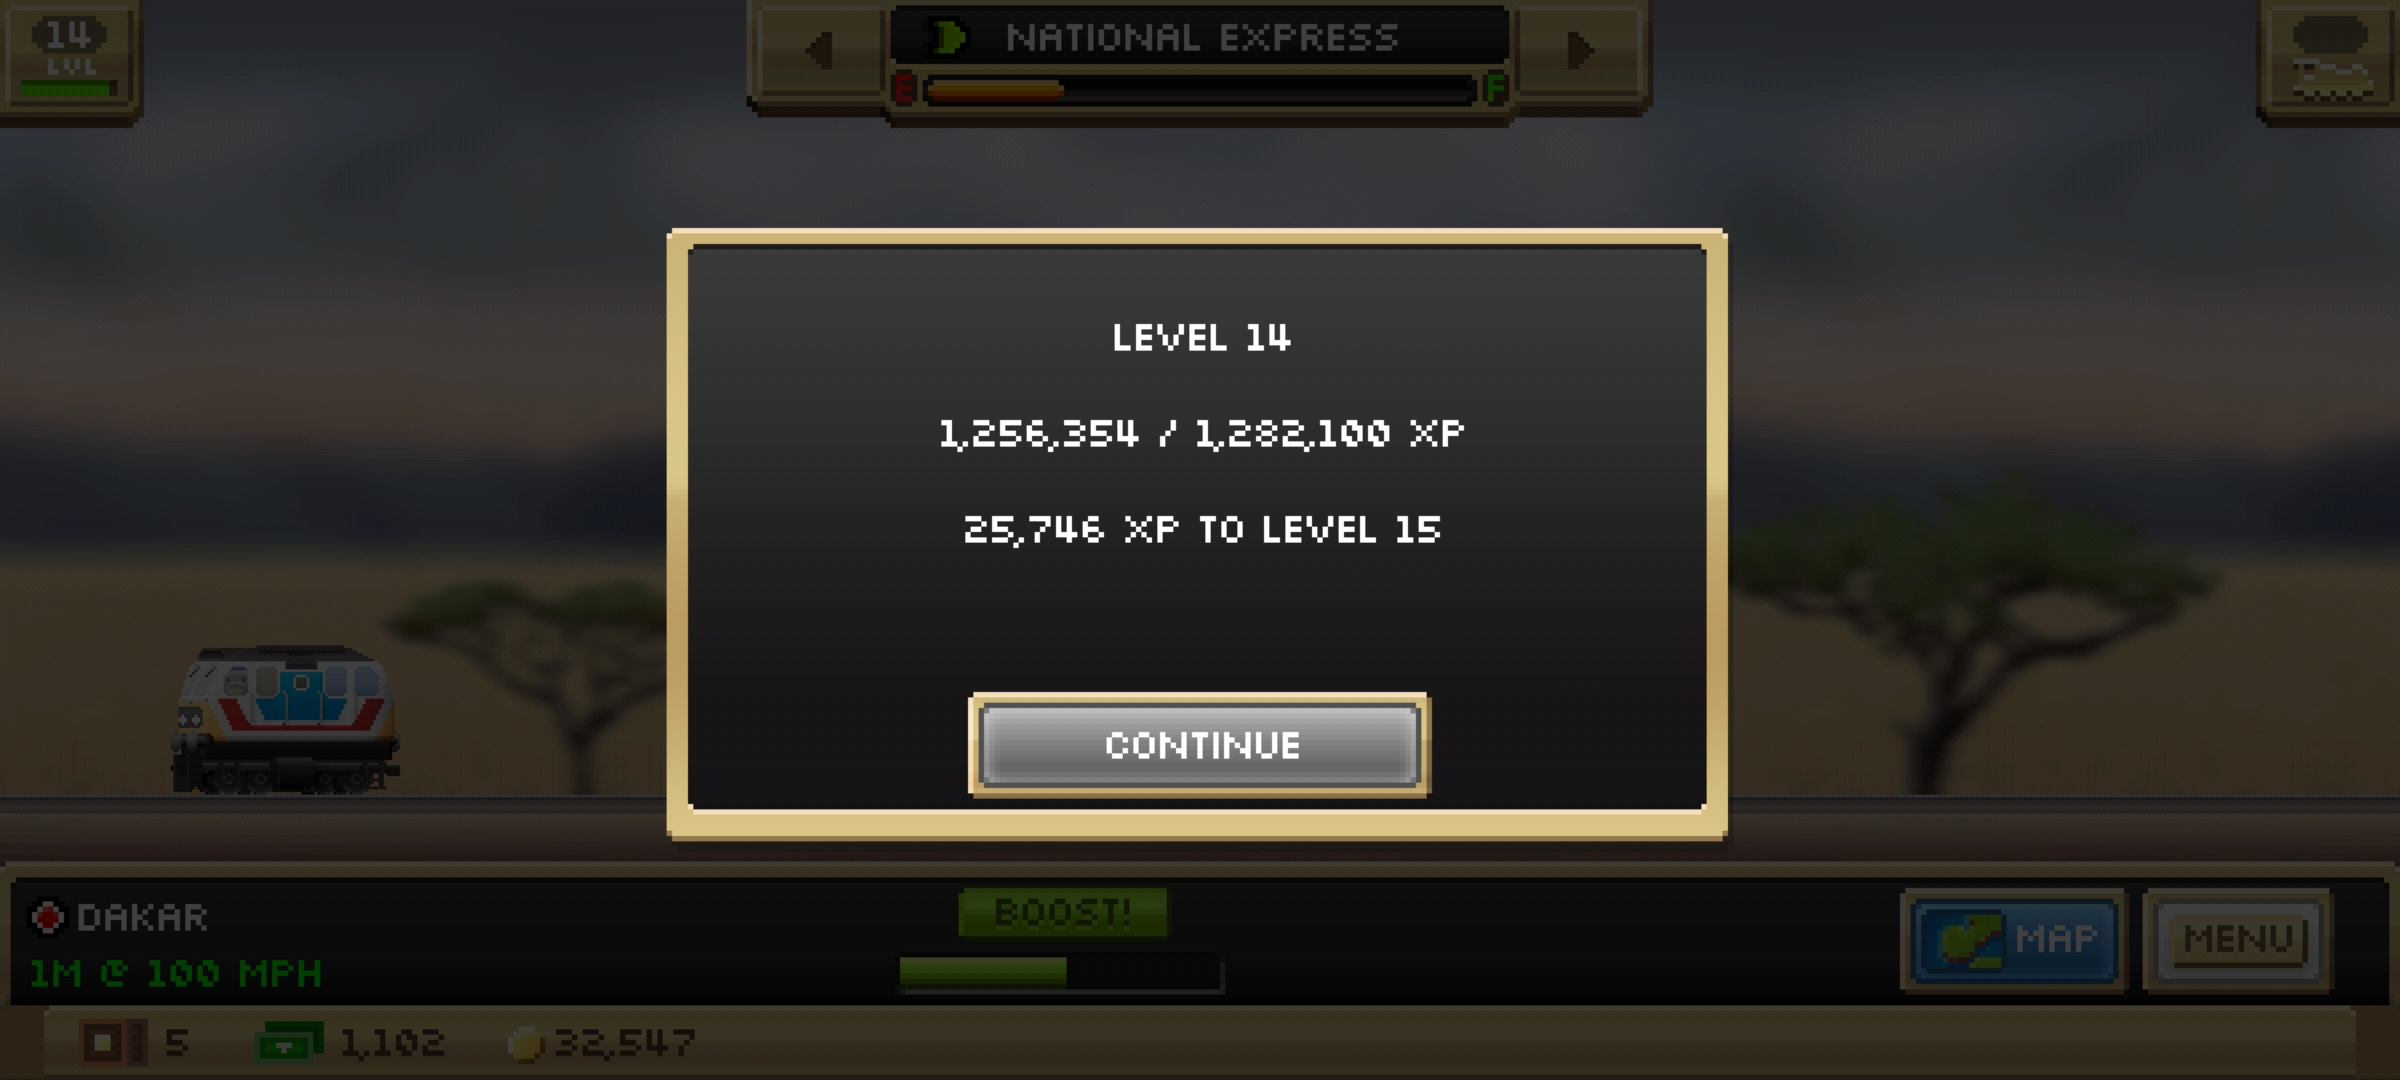 14
LVL
NATIONAL EXPRESS
E
F
LEVEL 14
1,256,354 / 1,282,100 XP
25,746 XP TO LEVEL 15
CONTINUE
DAKAR
BOOST!
1M @ 100 MPH
MAP
MENU
5
1,102
32,547